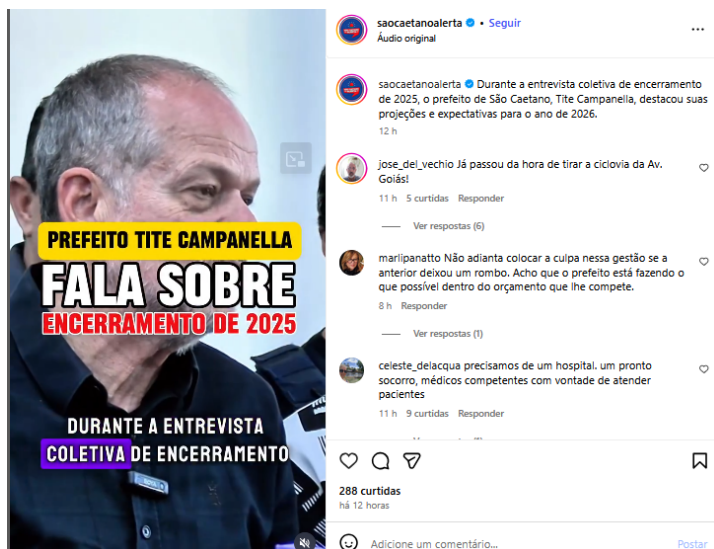 PREFEITO TITE CAMPANELLA
FALA SOBRE
ENCERRAMENTO DE 2025
DURANTE A ENTREVISTA
COLETIVA DE ENCERRAMENTO
saocaetanoalerta • Seguir
Áudio original
saocaetanoalerta Durante a entrevista coletiva de encerramento
de 2025, o prefeito de São Caetano, Tite Campanella, destacou suas
projeções e expectativas para o ano de 2026.
12 h
jose_del_vechio Já passou da hora de tirar a ciclovia da Av.
Goiás!
11 h 5 curtidas Responder
Ver respostas (6)
marlipanatto Não adianta colocar a culpa nessa gestão se a
anterior deixou um rombo. Acho que o prefeito está fazendo o
que possível dentro do orçamento que lhe compete.
8 h Responder
Ver respostas (1)
celeste_delacqua precisamos de um hospital. um pronto
socorro, médicos competentes com vontade de atender
pacientes
11 h 9 curtidas Responder
288 curtidas
há 12 horas
Adicione um comentário...
Postar